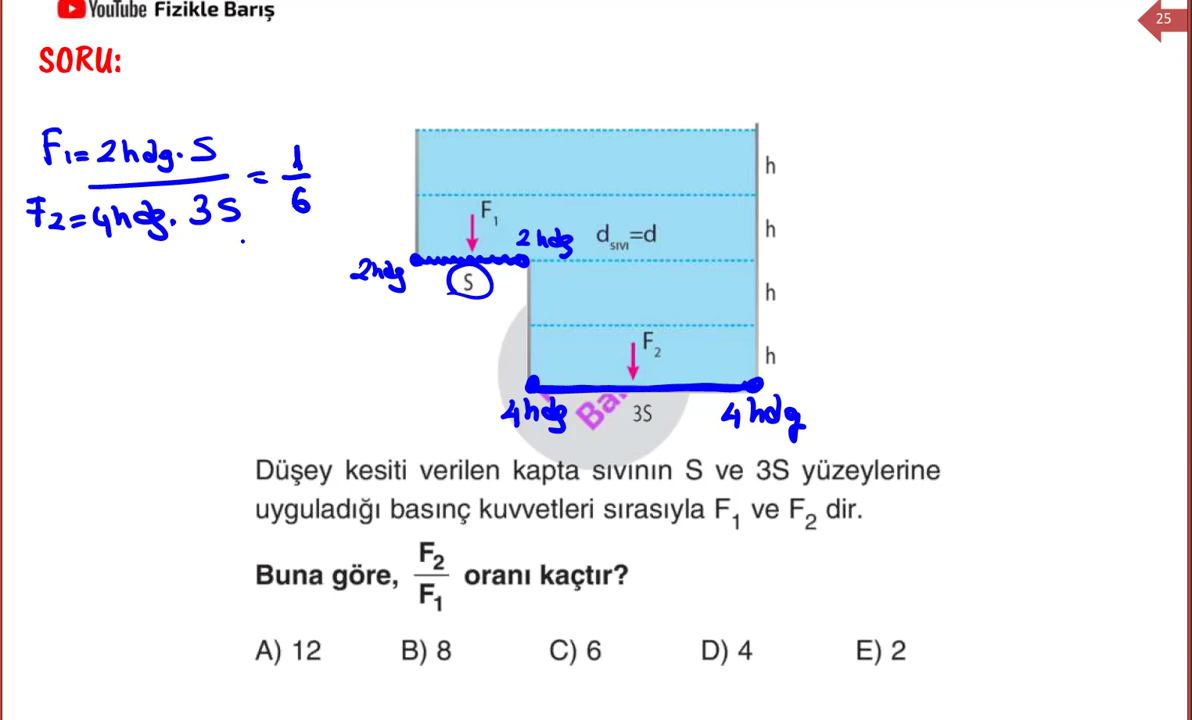 YouTube Fizikle Barış
25
SORU:
F1 = 2hdg. S
F2 = 4hdg. 3S
= 1/6
h
F1
2hdg
dSIVI=d
h
2hdg
S
h
F2
h
4hdg
Ba
3S
4hdg
Düşey kesiti verilen kapta sıvının S ve 3S yüzeylerine
uyguladığı basınç kuvvetleri sırasıyla F1 ve F2 dir.
Buna göre, F2/F1 oranı kaçtır?
A) 12 B) 8 C) 6 D) 4 E) 2